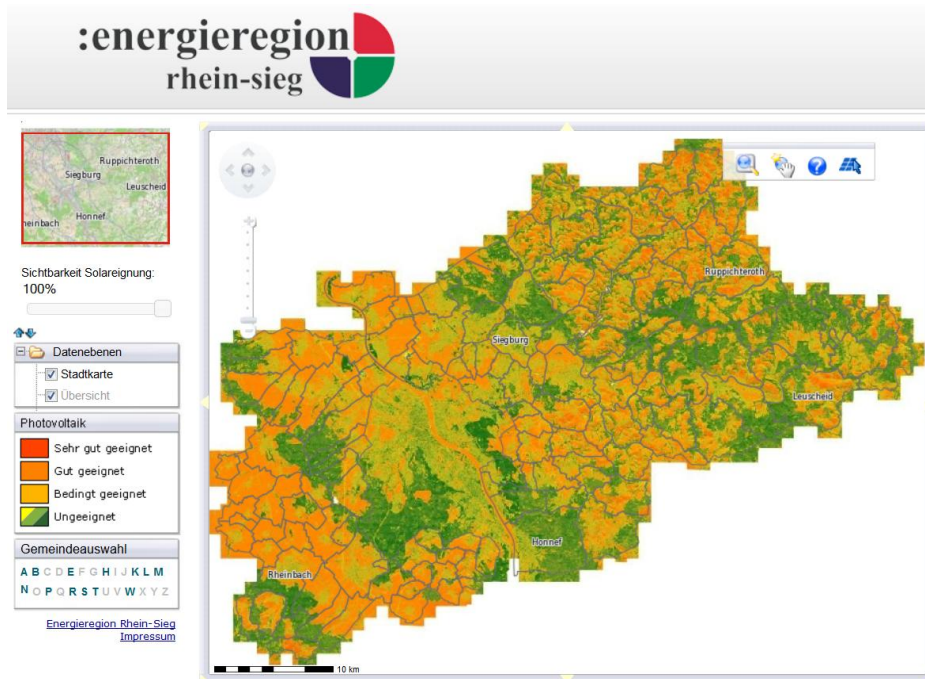 :energieregion
rhein-sieg
Ruppichteroth
Siegburg
Leuscheid
Honnef
heinbach
Sichtbarkeit Solareignung:
100%
Datenebenen
Stadtkarte
Übersicht
Photovoltaik
Sehr gut geeignet
Gut geeignet
Bedingt geeignet
Ungeeignet
Gemeindeauswahl
A B C D E F G H I J K L M
N O P Q R S T U V W X Y Z
Energieregion Rhein-Sieg
Impressum
Ruppichteroth
Siegburg
Leuscheid
Honnef
Rheinbach
10 km